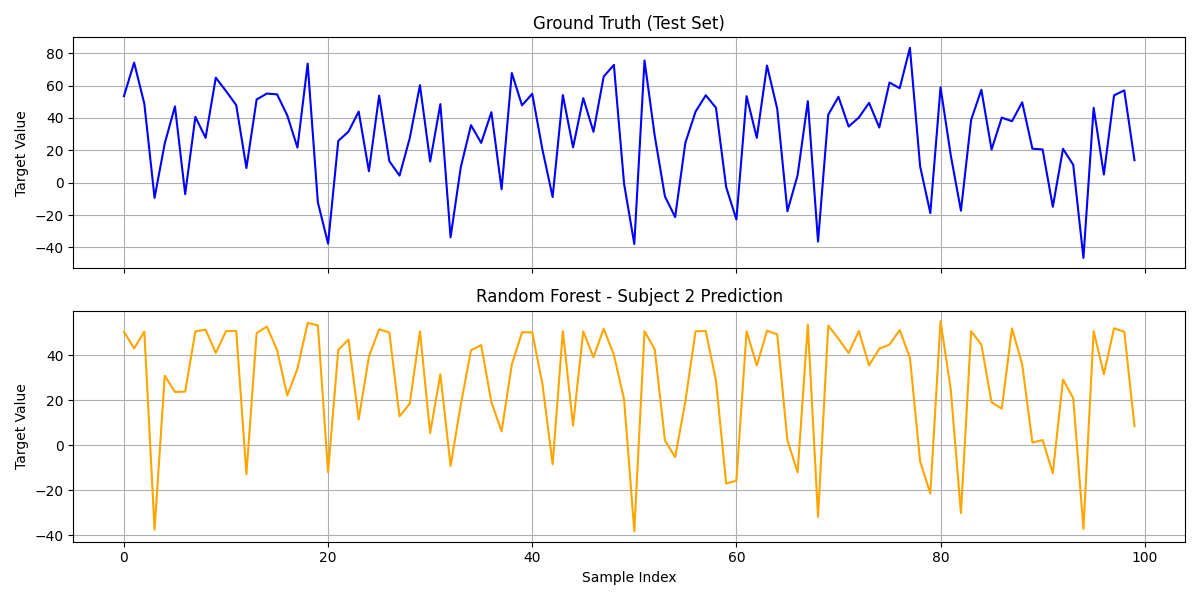 Ground Truth (Test Set)
Target Value
80
60
40
20
0
−20
−40
Random Forest - Subject 2 Prediction
Target Value
40
20
0
−20
−40
0 20 40 60 80 100
Sample Index